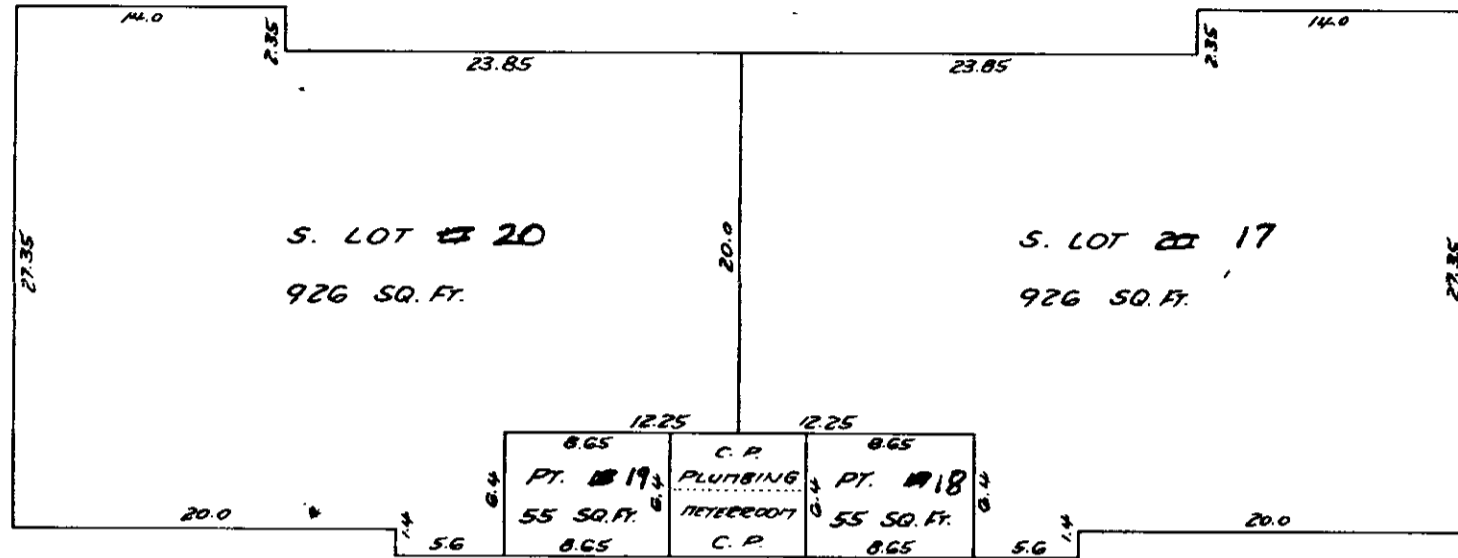 14.0
14.0
2.35
2.35
23.85
23.85
S. LOT 20
926 SQ. FT.
27.35
20.0
S. LOT 17
926 SQ. FT.
27.35
12.25
12.25
8.65
C. P.
8.65
6.4
PT. 19
6.4
PLUMBING
6.4
PT. 18
6.4
55 SQ. FT.
METEROOM
55 SQ. FT.
20.0
1.4
5.6
8.65
C. P.
8.65
5.6
1.4
20.0